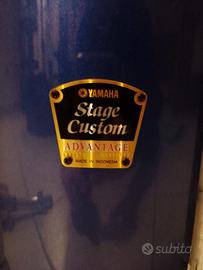 YAMAHA
Stage
Custom
ADVANTAGE
MADE IN INDONESIA
subito